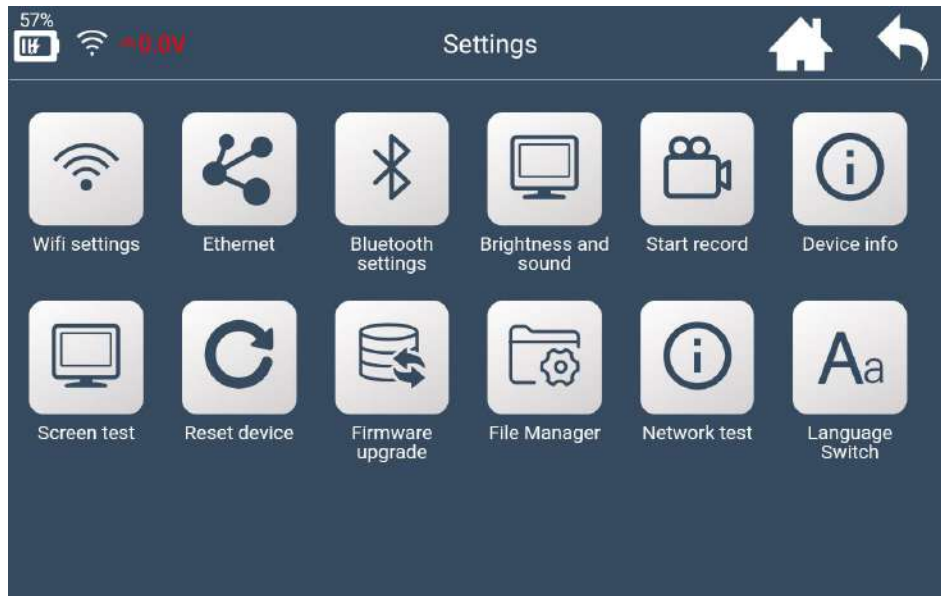 57%
0.0V
Settings
Wifi settings
Ethernet
Bluetooth
settings
Brightness and
sound
Start record
Device info
Screen test
Reset device
Firmware
upgrade
File Manager
Network test
Aa
Language
Switch